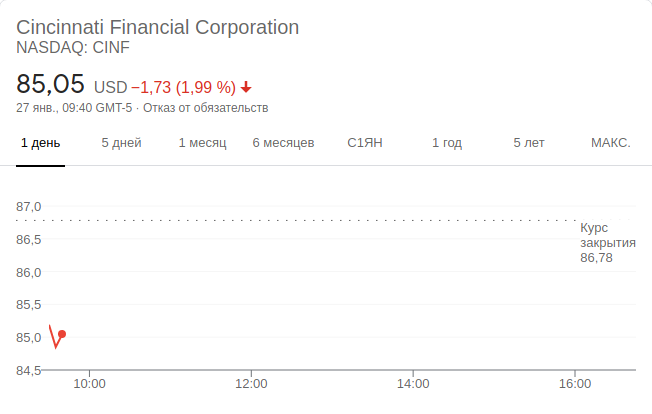 Cincinnati Financial Corporation
NASDAQ: CINF
85,05 USD −1,73 (1,99 %)
27 янв., 09:40 GMT-5 · Отказ от обязательств
1 день 5 дней 1 месяц 6 месяцев С1ЯН 1 год 5 лет МАКС.
87,0
Курс
86,5 закрытия
86,78
86,0
85,5
85,0
84,5
10:00 12:00 14:00 16:00